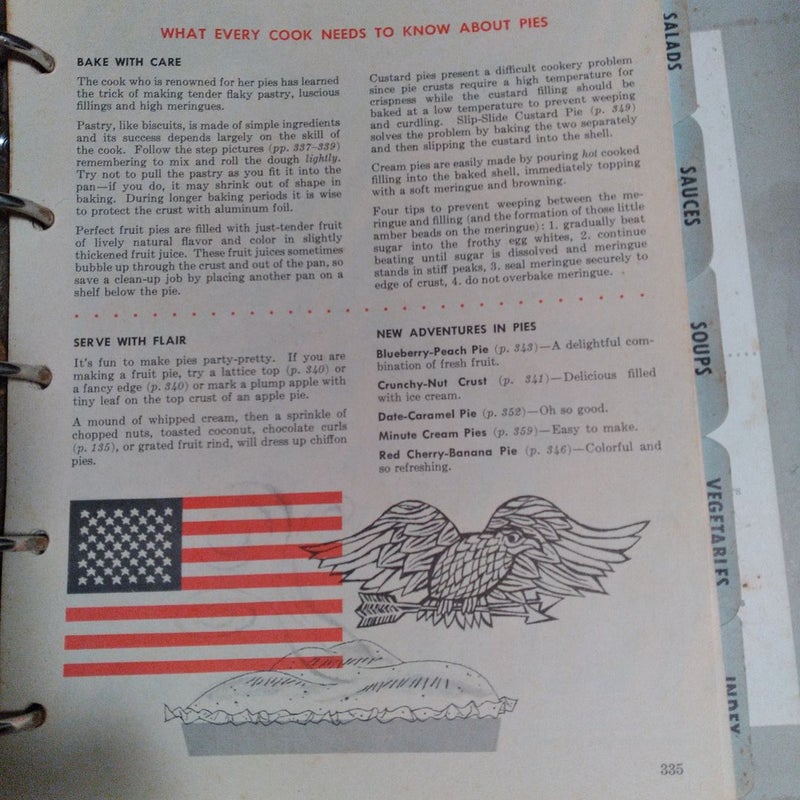 WHAT EVERY COOK NEEDS TO KNOW ABOUT PIES
BAKE WITH CARE
The cook who is renowned for her pies has learned
the trick of making tender flaky pastry, luscious
fillings and high meringues.
Pastry, like biscuits, is made of simple ingredients
and its success depends largely on the skill of
the cook. Follow the step pictures (pp. 337–339)
remembering to mix and roll the dough lightly.
Try not to pull the pastry as you fit it into the
pan—if you do, it may shrink out of shape in
baking. During longer baking periods it is wise
to protect the crust with aluminum foil.
Perfect fruit pies are filled with just-tender fruit
of lively natural flavor and color in slightly
thickened fruit juice. These fruit juices sometimes
bubble up through the crust and out of the pan, so
save a clean-up job by placing another pan on a
shelf below the pie.
Custard pies present a difficult cookery problem
since pie crusts require a high temperature for
crispness while the custard filling should be
baked at a low temperature to prevent weeping
and curdling. Slip-Slide Custard Pie (p. 349)
solves the problem by baking the two separately
and then slipping the custard into the shell.
Cream pies are easily made by pouring hot cooked
filling into the baked shell, immediately topping
with a soft meringue and browning.
Four tips to prevent weeping between the me-
ringue and filling (and the formation of those little
amber beads on the meringue): 1. gradually beat
sugar into the frothy egg whites, 2. continue
beating until sugar is dissolved and meringue
stands in stiff peaks, 3. seal meringue securely to
edge of crust, 4. do not overbake meringue.
SERVE WITH FLAIR
It's fun to make pies party-pretty. If you are
making a fruit pie, try a lattice top (p. 340) or
a fancy edge (p. 340) or mark a plump apple with
tiny leaf on the top crust of an apple pie.
A mound of whipped cream, then a sprinkle of
chopped nuts, toasted coconut, chocolate curls
(p. 135), or grated fruit rind, will dress up chiffon
pies.
NEW ADVENTURES IN PIES
Blueberry-Peach Pie (p. 343)—A delightful com-
bination of fresh fruit.
Crunchy-Nut Crust (p. 341)—Delicious filled
with ice cream.
Date-Caramel Pie (p. 352)—Oh so good.
Minute Cream Pies (p. 359)—Easy to make.
Red Cherry-Banana Pie (p. 346)—Colorful and
so refreshing.
335
SALADS
SAUCES
SOUPS
VEGETABLES
INDEX